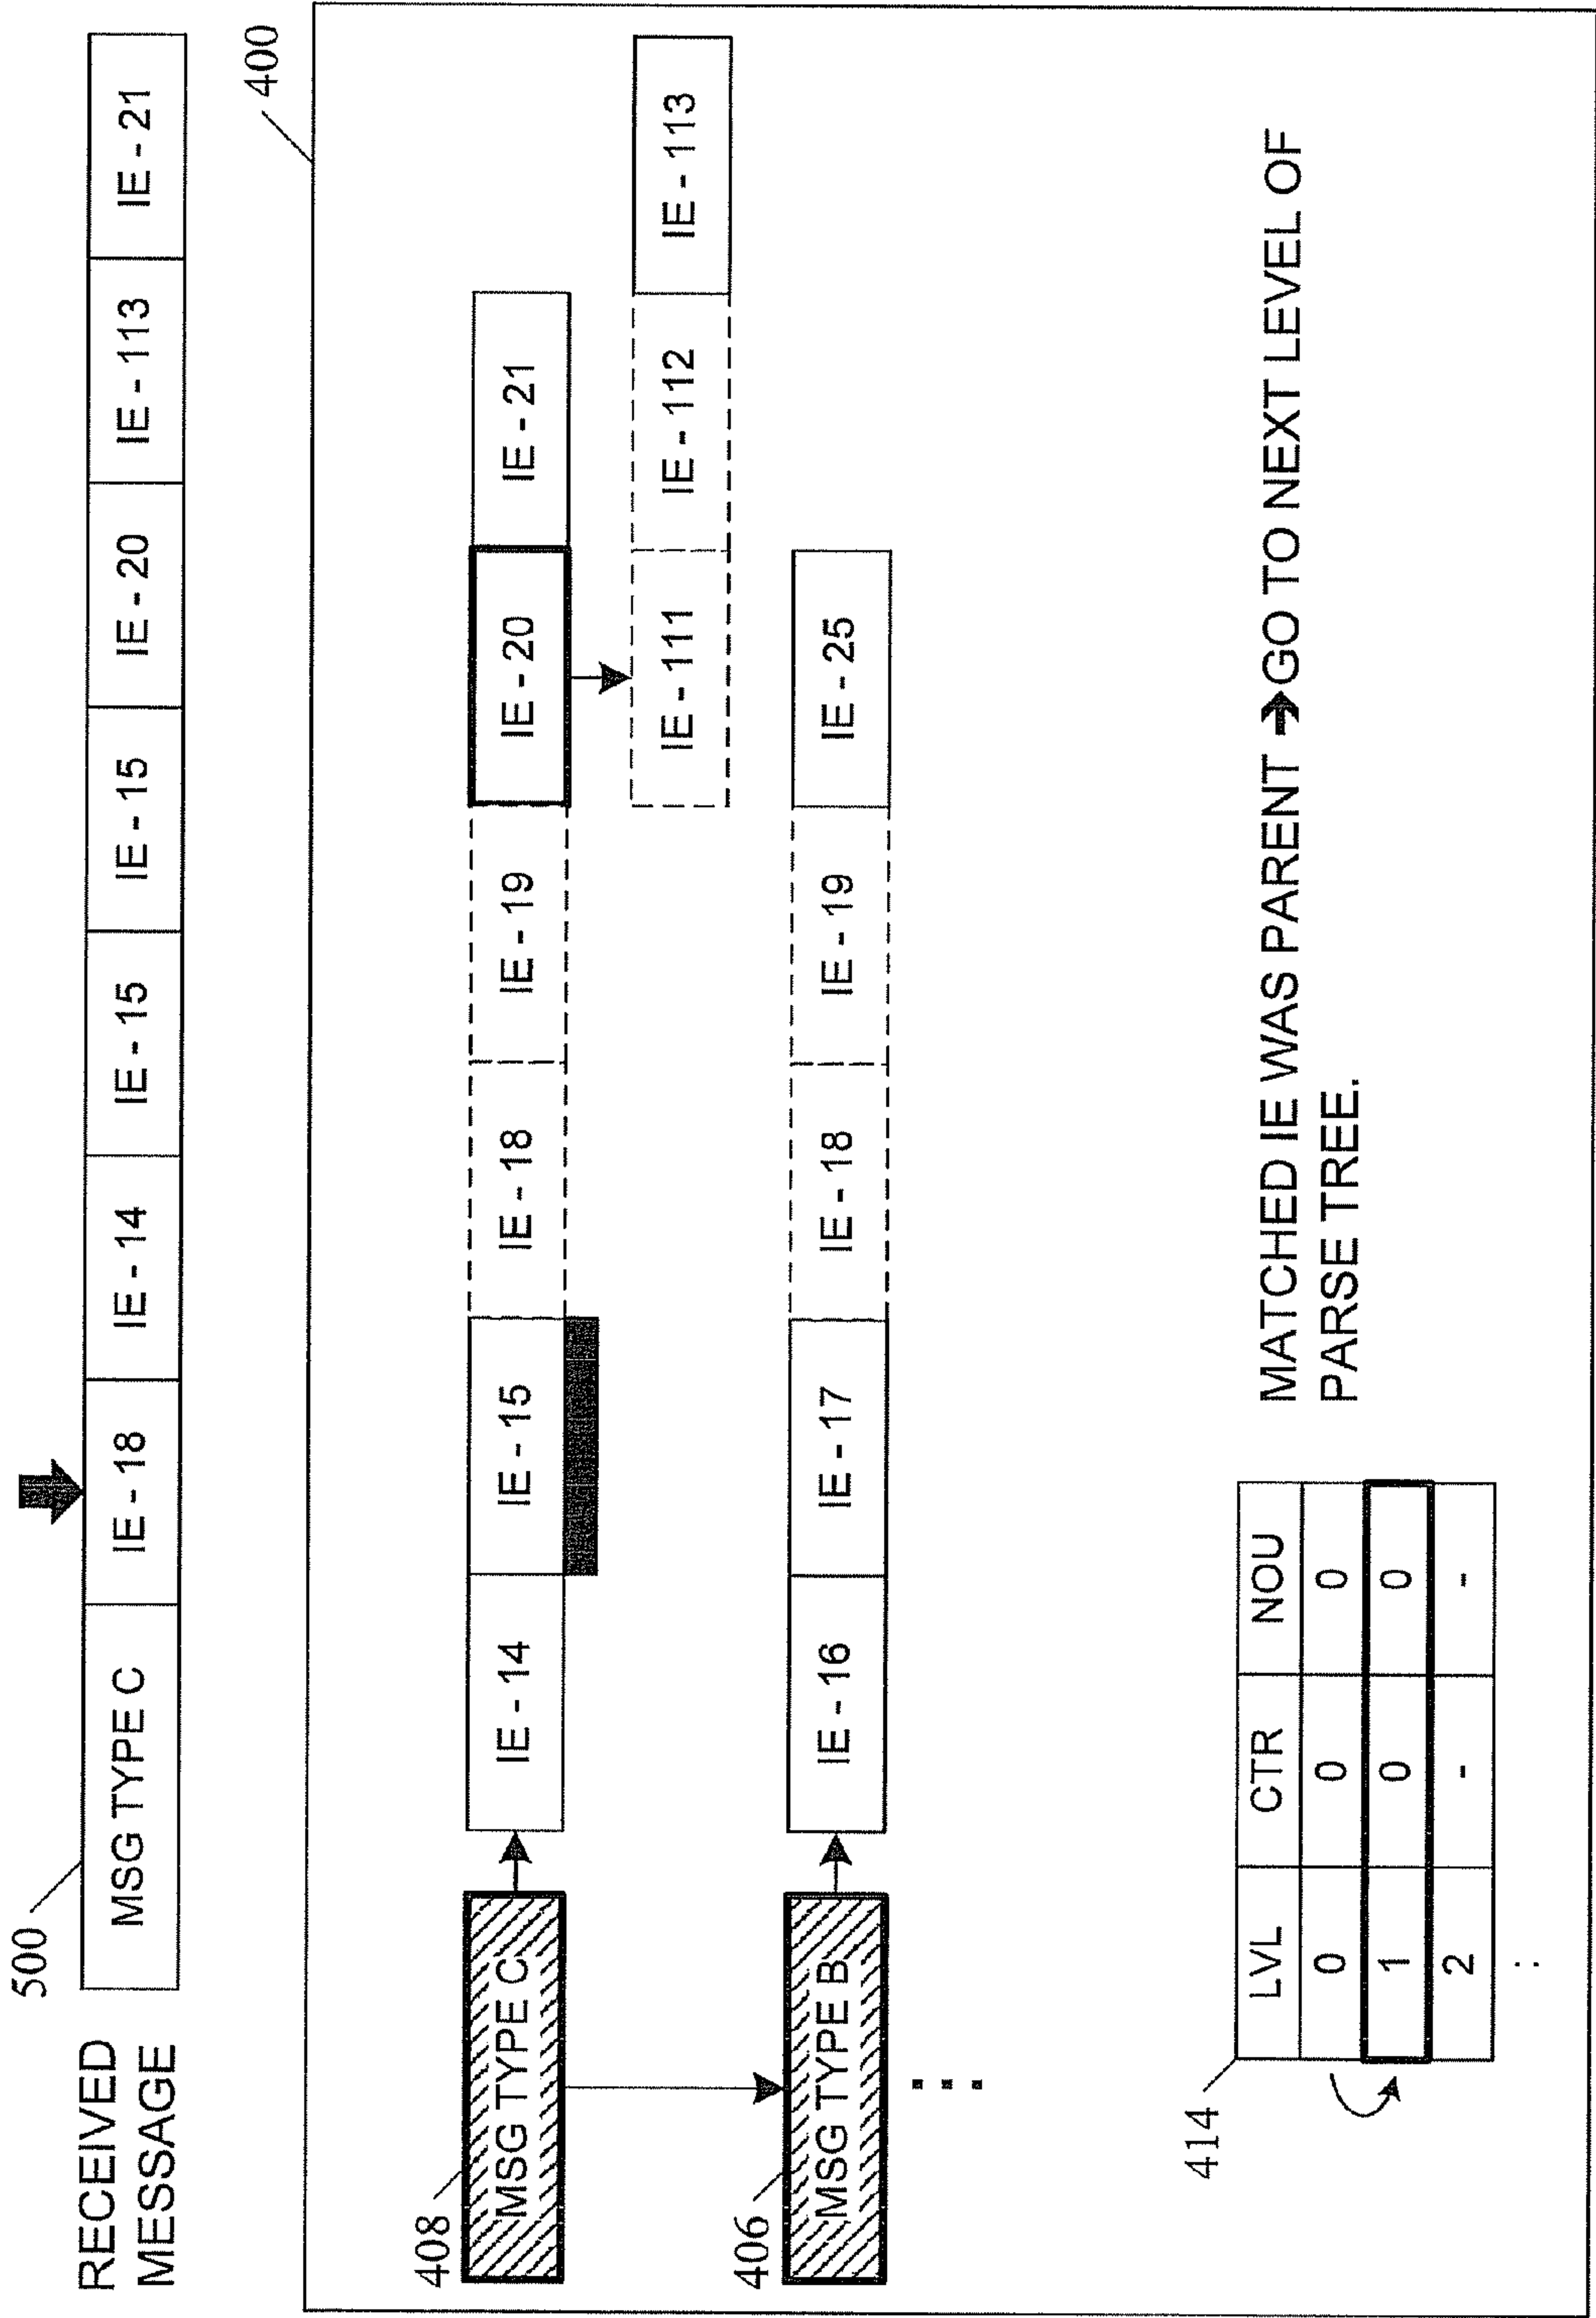 RECEIVED
MESSAGE
500
MSG TYPE C
IE - 18
IE - 14
IE - 15
IE - 15
IE - 20
IE - 113
IE - 21
400
408
MSG TYPE C
IE - 14
IE - 15
IE - 18
IE - 19
IE - 20
IE - 21
IE - 111
IE - 112
IE - 113
406
MSG TYPE B
IE - 16
IE - 17
IE - 18
IE - 19
IE - 25
414
LVL CTR NOU
0 0 0
1 0 0
2 - -
MATCHED IE WAS PARENT ➔GO TO NEXT LEVEL OF
PARSE TREE.